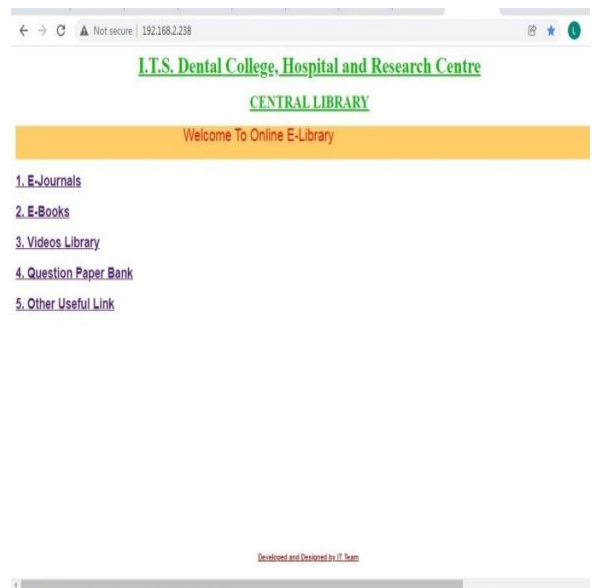 Not secure | 192.168.2.238
L
I.T.S. Dental College, Hospital and Research Centre
CENTRAL LIBRARY
Welcome To Online E-Library
1. E-Journals
2. E-Books
3. Videos Library
4. Question Paper Bank
5. Other Useful Link
Developed and Designed by IT Team